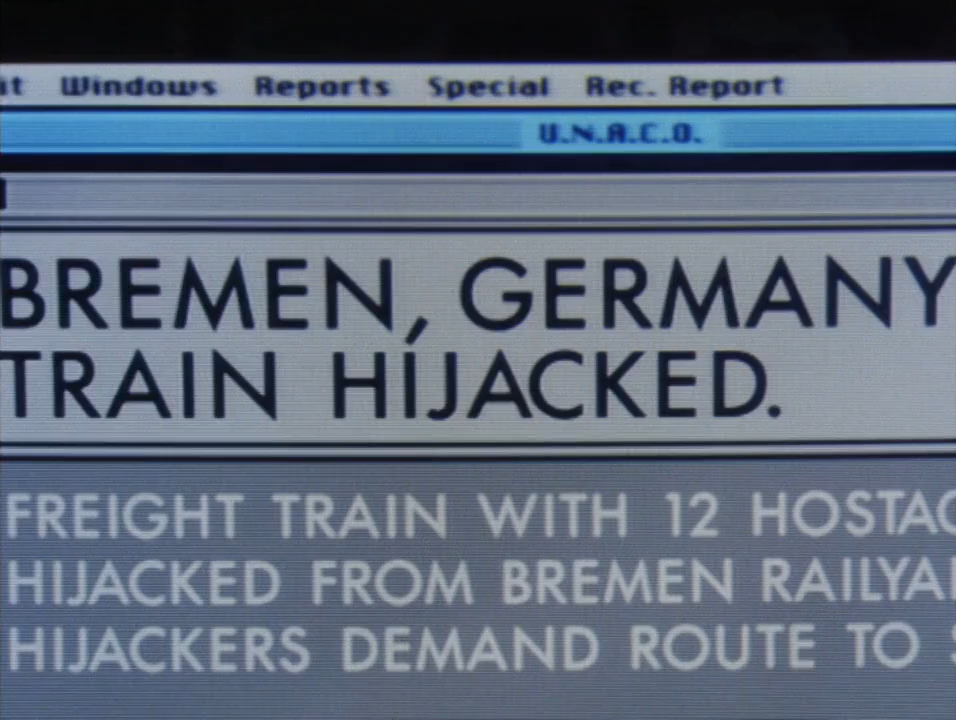 it Windows Reports Special Rec. Report
U.N.A.C.O.
BREMEN, GERMANY
TRAIN HIJACKED.
FREIGHT TRAIN WITH 12 HOSTAG
HIJACKED FROM BREMEN RAILYA
HIJACKERS DEMAND ROUTE TO S